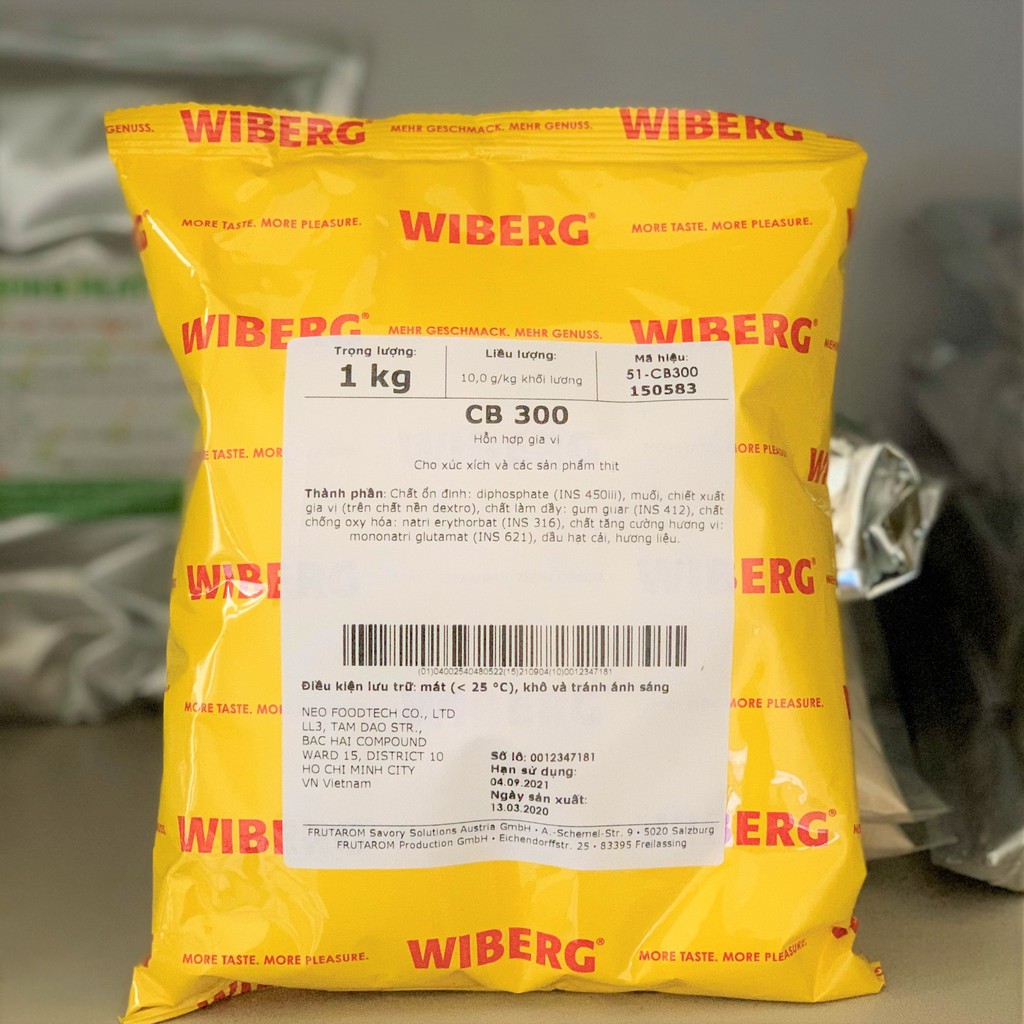 GENUSS. WIBERG® MEHR GESCHMACK. MEHR GENUSS. WIBERG®
MORE TASTE. MORE PLEASURE. WIBERG® MORE TASTE. MORE PLEASURE.
WIBERG® MEHR GESCHMACK. MEHR GENUSS. WIBERG®
Trọng lượng:
1 kg
Liều lượng:
10,0 g/kg khối lượng
Mã hiệu:
51-CB300
150583
CB 300
Hỗn hợp gia vị
Cho xúc xích và các sản phẩm thịt
Thành phần: Chất ổn định: diphosphate (INS 450iii), muối, chiết xuất
gia vị (trên chất nền dextro), chất làm dầy: gum guar (INS 412), chất
chống oxy hóa: natri erythorbat (INS 316), chất tăng cường hương vị:
mononatri glutamat (INS 621), dầu hạt cải, hương liệu.
(01)04002540480522(15)210904(10)0012347181
Điều kiện lưu trữ: mát (< 25 °C), khô và tránh ánh sáng
NEO FOODTECH CO., LTD
LL3, TAM DAO STR.,
BAC HAI COMPOUND
WARD 15, DISTRICT 10
HO CHI MINH CITY
VN Vietnam
Số lô: 0012347181
Hạn sử dụng:
04.09.2021
Ngày sản xuất:
13.03.2020
FRUTAROM Savory Solutions Austria GmbH • A.-Schemel-Str. 9 • 5020 Salzburg
FRUTAROM Production GmbH • Eichendorffstr. 25 • 83395 Freilassing
MORE TASTE. MORE PLEASURE. WIBERG® MORE TASTE. MORE PLEASURE.